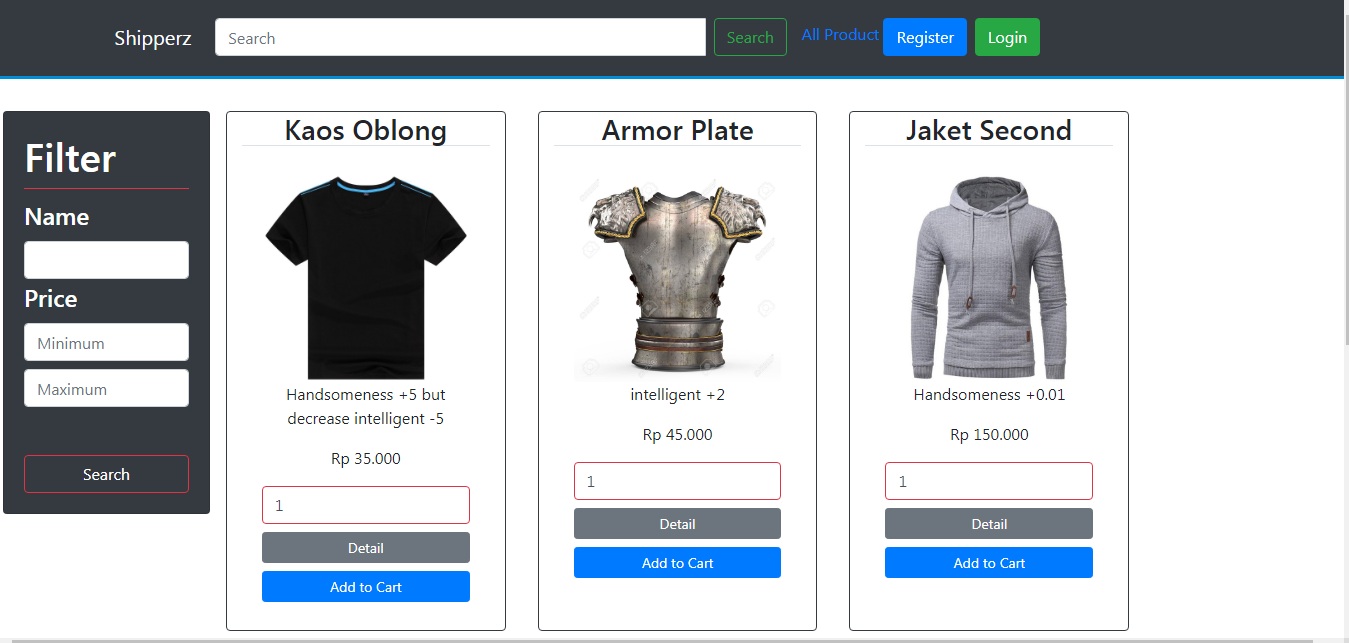 Shipperz
Search
Search
All Product
Register
Login
Filter
Name
Price
Minimum
Maximum
Search
Kaos Oblong
Handsomeness +5 but
decrease intelligent -5
Rp 35.000
1
Detail
Add to Cart
Armor Plate
intelligent +2
Rp 45.000
1
Detail
Add to Cart
Jaket Second
Handsomeness +0.01
Rp 150.000
1
Detail
Add to Cart